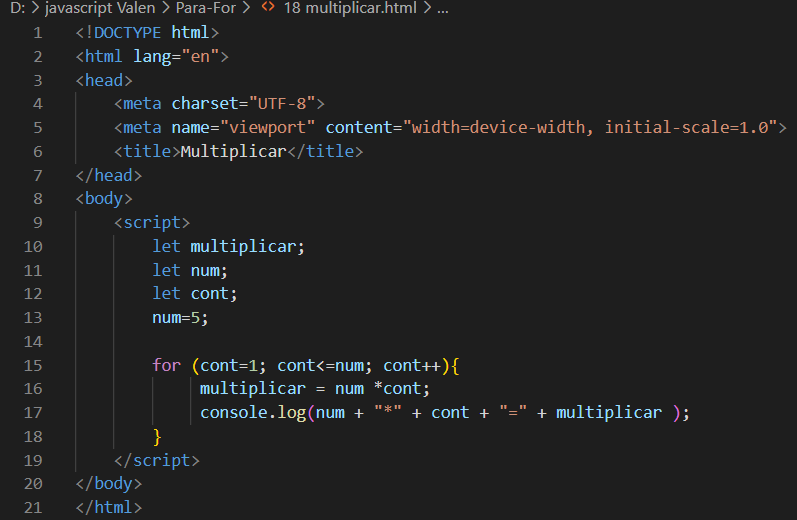 D: > javascript Valen > Para-For > <> 18 multiplicar.html > ...
1 <!DOCTYPE html>
2 <html lang="en">
3 <head>
4     <meta charset="UTF-8">
5     <meta name="viewport" content="width=device-width, initial-scale=1.0">
6     <title>Multiplicar</title>
7 </head>
8 <body>
9     <script>
10         let multiplicar;
11         let num;
12         let cont;
13         num=5;
14
15         for (cont=1; cont<=num; cont++){
16              multiplicar = num *cont;
17              console.log(num + "*" + cont + "=" + multiplicar );
18         }
19     </script>
20 </body>
21 </html>